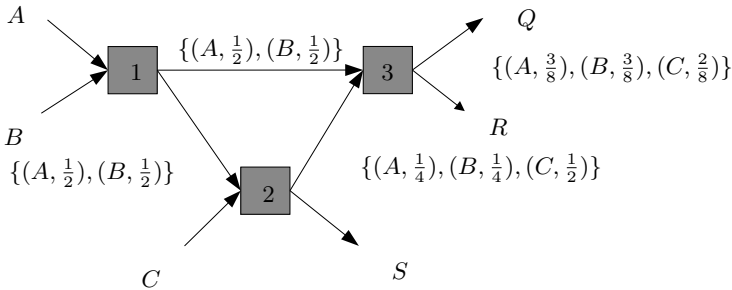 A
Q
{(A, 1/2), (B, 1/2)}
1
3
{(A, 3/8), (B, 3/8), (C, 2/8)}
B
R
{(A, 1/2), (B, 1/2)}
{(A, 1/4), (B, 1/4), (C, 1/2)}
2
C
S